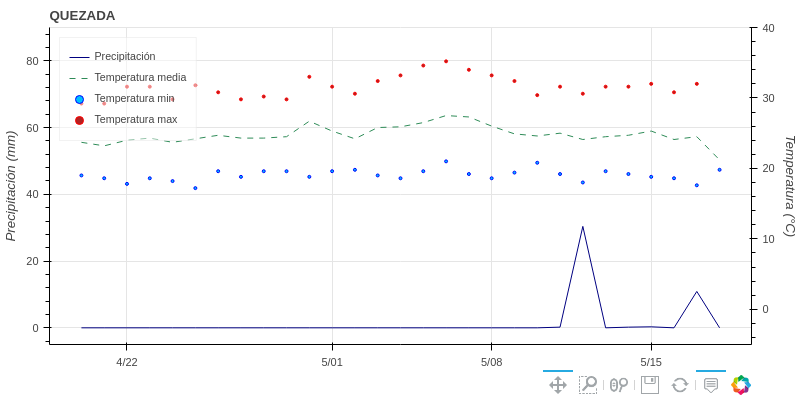 QUEZADA
Precipitación
Temperatura media
Temperatura min
Temperatura max
80
60
40
20
0
Precipitación (mm)
40
30
20
10
0
Temperatura (°C)
4/22
5/01
5/08
5/15